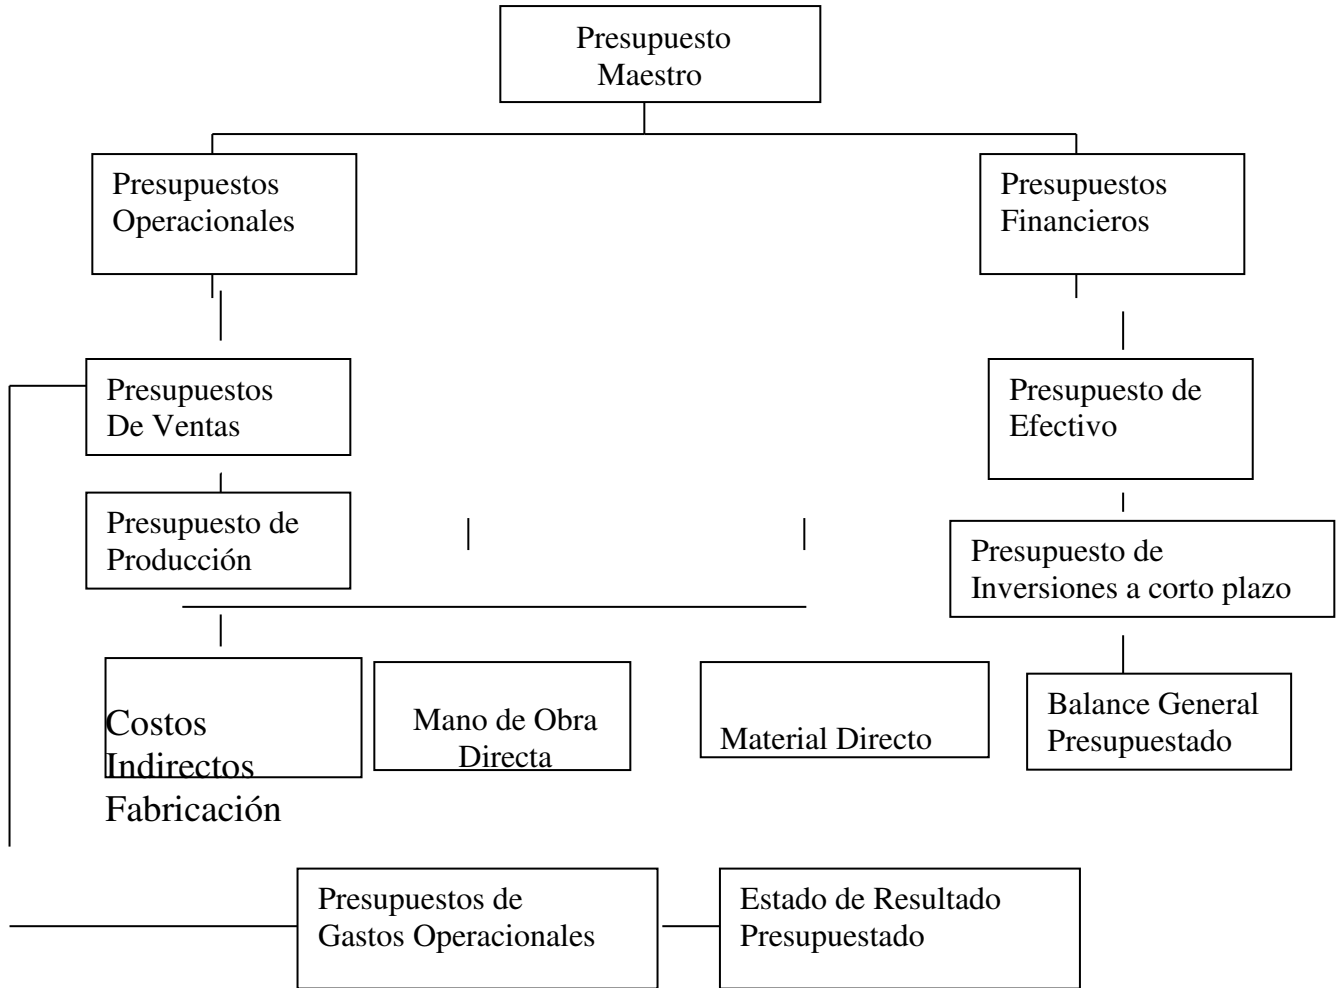 Presupuesto
Maestro
Presupuestos
Operacionales
Presupuestos
Financieros
Presupuestos
De Ventas
Presupuesto de
Efectivo
Presupuesto de
Producción
Presupuesto de
Inversiones a corto plazo
Costos
Indirectos
Fabricación
Mano de Obra
Directa
Material Directo
Balance General
Presupuestado
Presupuestos de
Gastos Operacionales
Estado de Resultado
Presupuestado